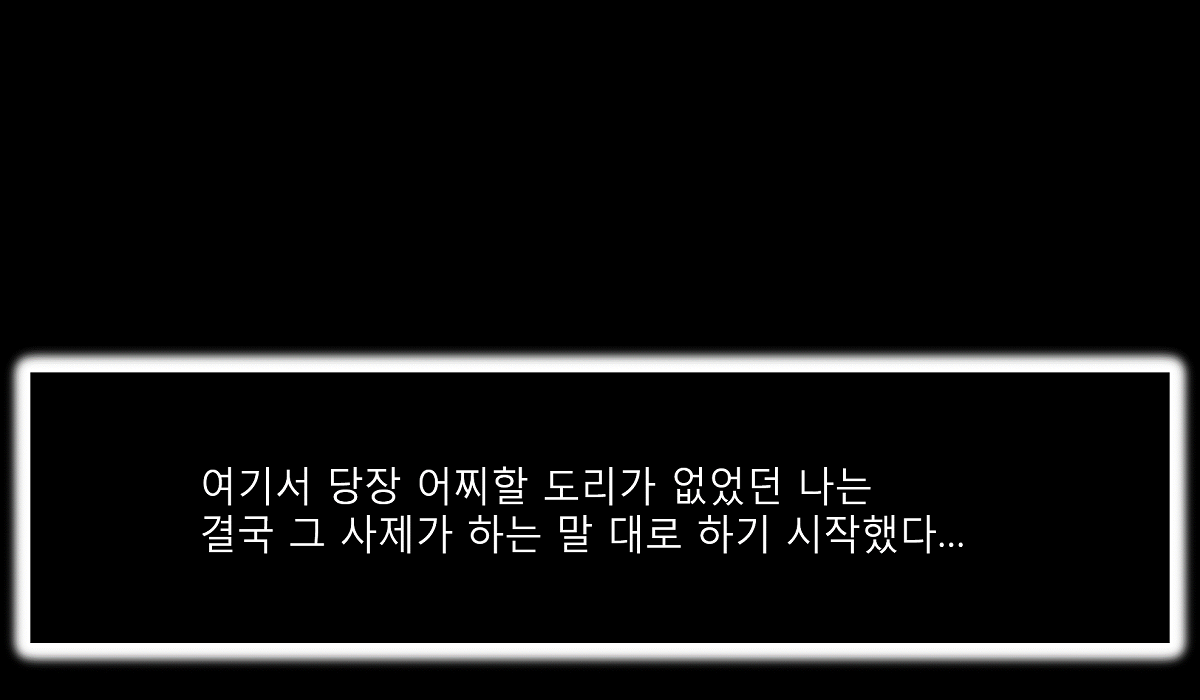 여기서 당장 어찌할 도리가 없었던 나는
결국 그 사제가 하는 말 대로 하기 시작했다...